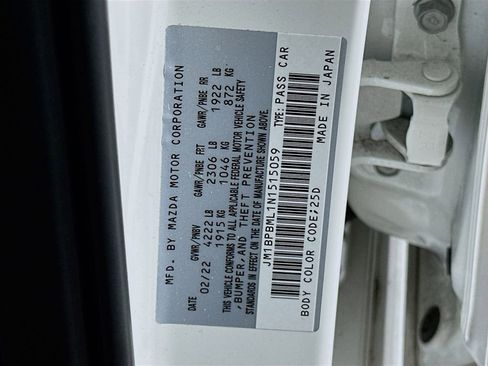 MFD. BY MAZDA MOTOR CORPORATION
GVWR/PNBV GAWR/PNBE FRT GAWR/PNBE RR
02/22 4222 LB 2306 LB 1922 LB
1915 KG 1046 KG 872 KG
THIS VEHICLE CONFORMS TO ALL APPLICABLE FEDERAL MOTOR VEHICLE SAFETY
,BUMPER,AND THEFT PREVENTION
STANDARDS IN EFFECT ON THE DATE OF MANUFACTURE SHOWN ABOVE.
JM1BPBML1N1515059 TYPE: PASS CAR
BODY COLOR CODE;25D MADE IN JAPAN